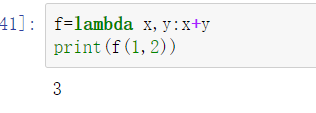 41]:
f=lambda x,y:x+y
print(f(1,2))
3